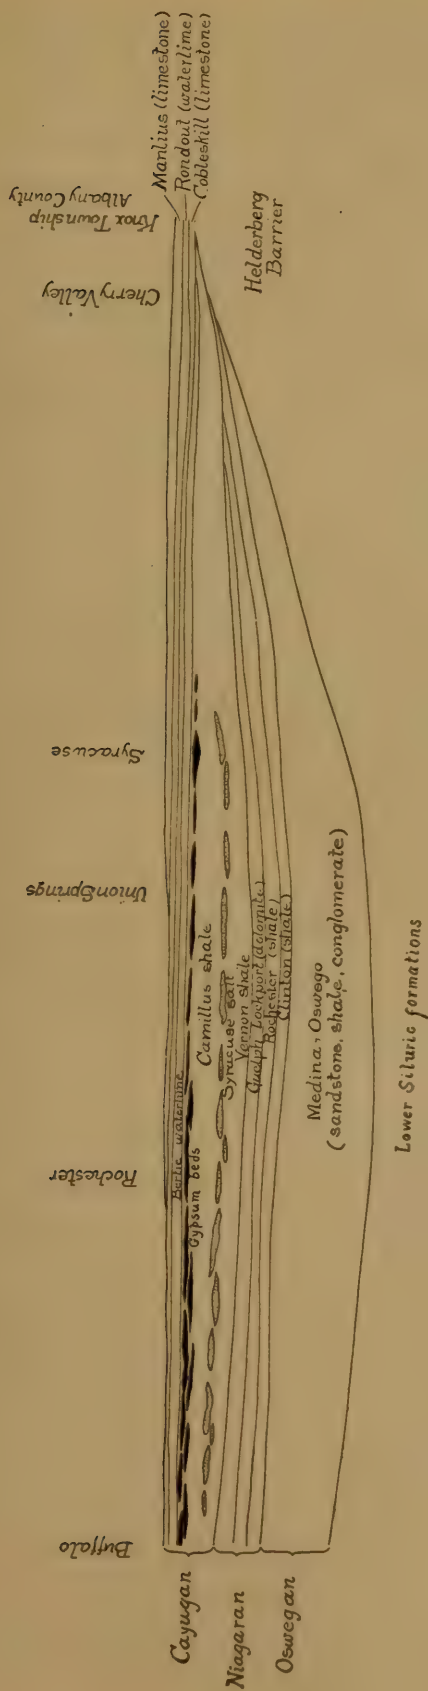 Buffalo
Rochester
Union Springs
Syracuse
Cherry Valley
Knox Township
Albany County
Manlius (limestone)
Rondout (waterlime)
Cobleskill (limestone)
Helderberg
Barrier
Cayugan
Niagaran
Oswegan
Bertie waterlime
Gypsum beds
Camillus shale
Syracuse salt
Vernon shale
Guelph, Lockport (dolomite)
Rochester (shale)
Clinton (shale)
Medina, Oswego
(sandstone, shale, conglomerate)
Lower Siluric formations